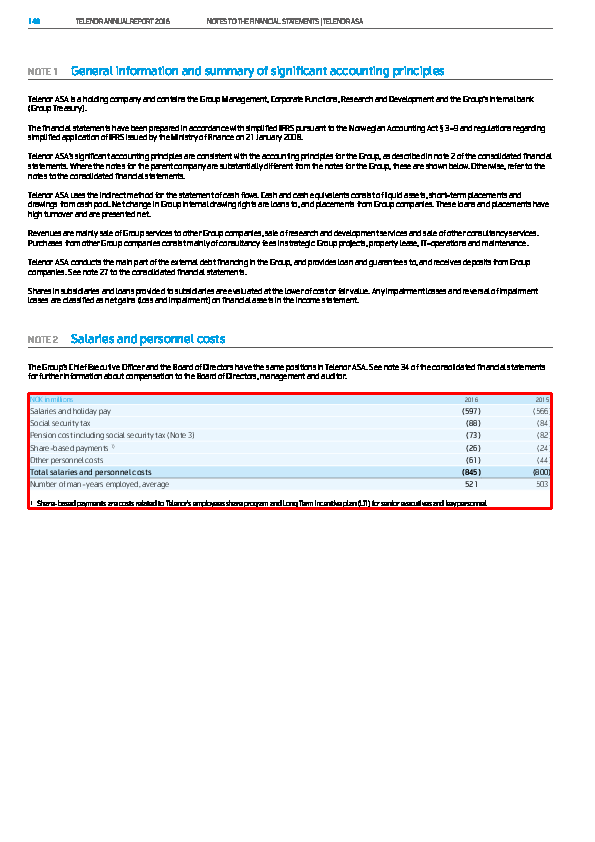 148 TELENOR ANNUAL REPORT 2016 NOTES TO THE FINANCIAL STATEMENTS | TELENOR ASA
NOTE 1 General information and summary of significant accounting principles
Telenor ASA is a holding company and contains the Group Management, Corporate Functions, Research and Development and the Group's internal bank
(Group Treasury).
The financial statements have been prepared in accordance with simplified IFRS pursuant to the Norwegian Accounting Act § 3-9 and regulations regarding
simplified application of IFRS issued by the Ministry of Finance on 21 January 2008.
Telenor ASA's significant accounting principles are consistent with the accounting principles for the Group, as described in note 2 of the consolidated financial
statements. Where the notes for the parent company are substantially different from the notes for the Group, these are shown below. Otherwise, refer to the
notes to the consolidated financial statements.
Telenor ASA uses the indirect method for the statement of cash flows. Cash and cash equivalents consist of liquid assets, short-term placements and
drawings from cash pool. Net change in Group internal drawing rights are loans to, and placements from Group companies. These loans and placements have
high turnover and are presented net.
Revenues are mainly sale of Group services to other Group companies, sale of research and development services and sale of other consultancy services.
Purchases from other Group companies consist mainly of consultancy fees in strategic Group projects, property lease, IT-operations and maintenance.
Telenor ASA conducts the main part of the external debt financing in the Group, and provides loan and guarantees to, and receives deposits from Group
companies. See note 27 to the consolidated financial statements.
Shares in subsidiaries and loans provided to subsidiaries are evaluated at the lower of cost or fair value. Any impairment losses and reversal of impairment
losses are classified as net gains (loss and impairment) on financial assets in the income statement.
NOTE 2 Salaries and personnel costs
The Group's Chief Executive Officer and the Board of Directors have the same positions in Telenor ASA. See note 34 of the consolidated financial statements
for further information about compensation to the Board of Directors, management and auditor.
NOK in millions 2016 2015
Salaries and holiday pay (597) (566
Social security tax (88) (84
Pension cost including social security tax (Note 3) (73) (82
Share-based payments 1) (26) (24
Other personnel costs (61) (44
Total salaries and personnel costs (845) (800)
Number of man-years employed, average 521 503
1 Share-based payments are costs related to Telenor's employees share program and Long Term Incentive plan (LTI) for senior executives and key personnel.